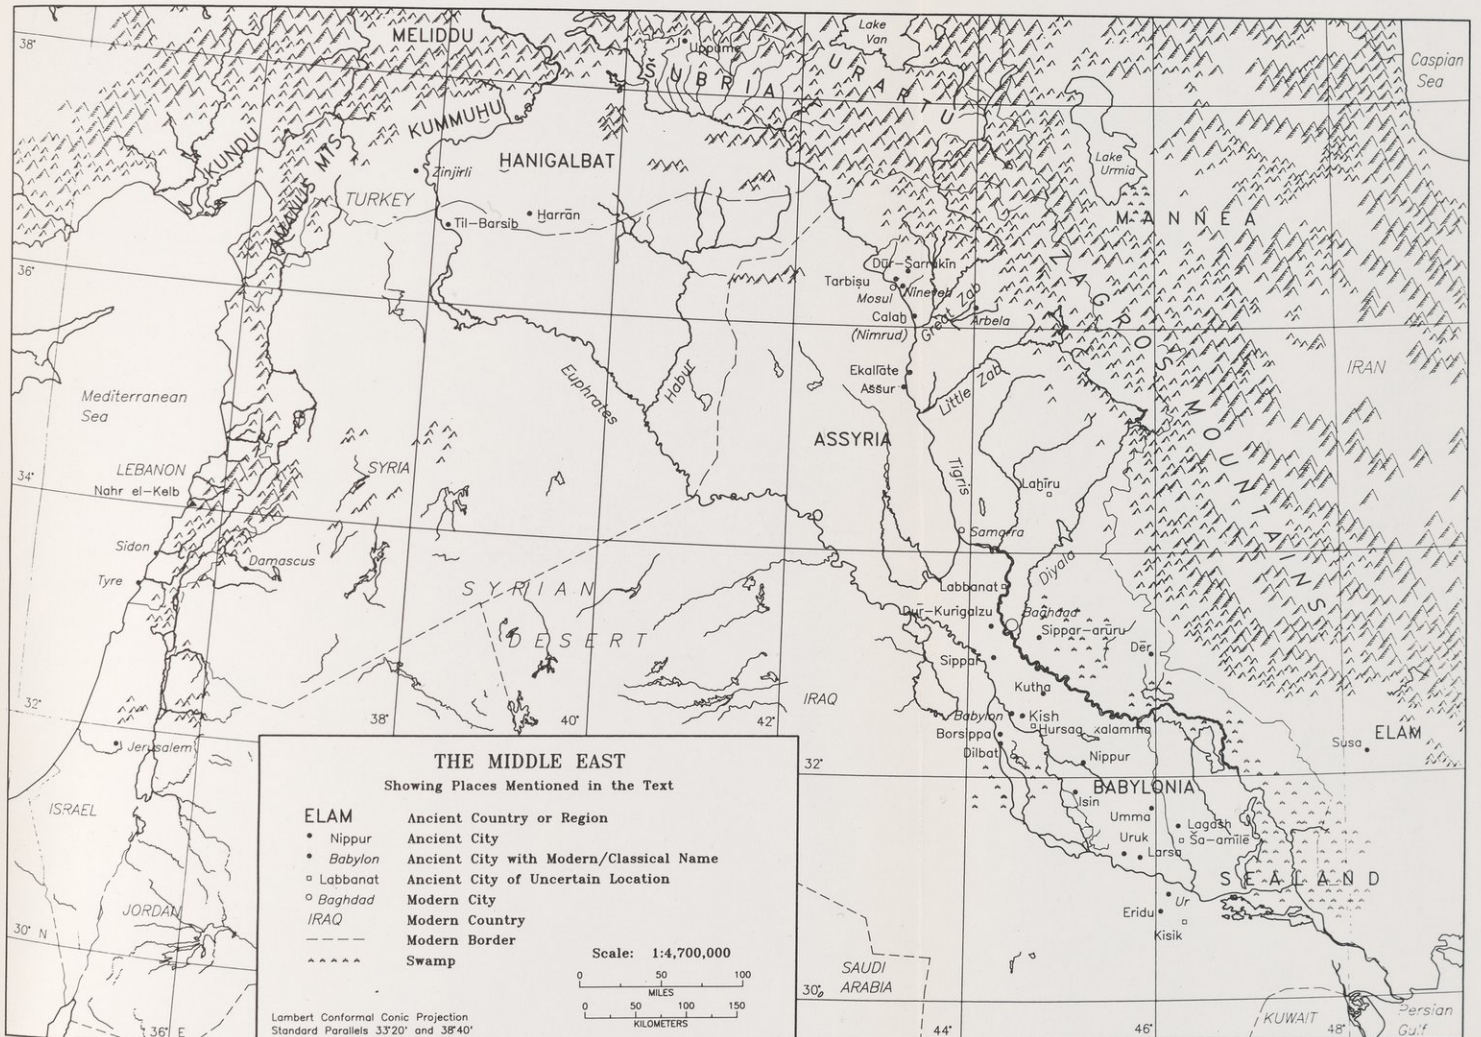 38°
MELIDDU
Lake
Van
Uppume
ŠUBRIA
URARTU
Caspian
Sea
KUMMUHU
KUNDU
AMANUS MTS.
Zinjirli
ḪANIGALBAT
Lake
Urmia
TURKEY
Til-Barsib
Ḫarrān
MANNEA
36°
Dūr-Šarrukīn
Tarbiṣu
Mosul
Nineveh
Great Zab
Calaḫ
(Nimrud)
Arbela
ZAGROS MOUNTAINS
IRAN
Ekallāte
Aššur
Little Zab
Euphrates
Habur
Mediterranean
Sea
ASSYRIA
Tigris
LEBANON
SYRIA
Nahr el-Kelb
34°
Laḫīru
Samarra
Sidon
Damascus
Tyre
SYRIAN
DESERT
Diyala
Labbanat
Dūr-Kurigalzu
Baghdad
Sippar-arūru
Dēr
Sippar
Kutha
IRAQ
32°
38°
40°
42°
Babylon
Kish
Borsippa
Hursag kalamma
Dilbat
Nippur
Susa
ELAM
Jerusalem
32°
BABYLONIA
Isin
Umma
Lagash
Uruk
Ša-amīlē
Larsa
SEALAND
ISRAEL
Ur
Eridu
Kisik
JORDAN
30° N
SAUDI
ARABIA
30°
36° E
44°
46°
48°
KUWAIT
Persian
Gulf
THE MIDDLE EAST
Showing Places Mentioned in the Text
ELAM Ancient Country or Region
Nippur Ancient City
Babylon Ancient City with Modern/Classical Name
Labbanat Ancient City of Uncertain Location
Baghdad Modern City
IRAQ Modern Country
Modern Border
Swamp
Scale: 1:4,700,000
0 50 100
MILES
0 50 100 150
KILOMETERS
Lambert Conformal Conic Projection
Standard Parallels 33°20' and 38°40'